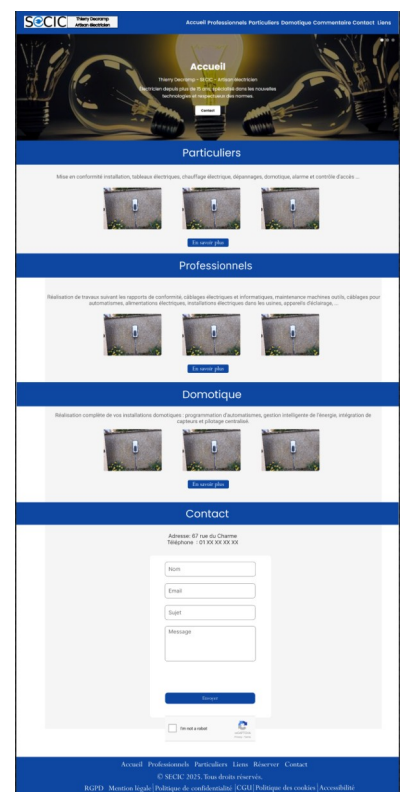 SOCIC Thierry Decramp
Artisan électricien
Accueil Professionnels Particuliers Domotique Commentaire Contact Liens
Accueil
Thierry Decramp - SECIC - Artisan électricien
Électricien depuis plus de 15 ans, spécialisé dans les nouvelles
technologies et respectueux des normes.
Contact
Particuliers
Mise en conformité installation, tableaux électriques, chauffage électrique, dépannages, domotique, alarme et contrôle d'accès ...
En savoir plus
Professionnels
Réalisation de travaux suivant les rapports de conformité, câblages électriques et informatiques, maintenance machines outils, câblages pour
automatismes, alimentations électriques, installations électriques dans les usines, appareils d'éclairage, ...
En savoir plus
Domotique
Réalisation complète de vos installations domotiques : programmation d'automatismes, gestion intelligente de l'énergie, intégration de
capteurs et pilotage centralisé.
En savoir plus
Contact
Adresse: 67 rue du Charme
Téléphone : 01 XX XX XX XX
Nom
Email
Sujet
Message
Envoyer
I'm not a robot
Accueil Professionnels Particuliers Liens Réserver Contact
© SECIC 2025. Tous droits réservés.
RGPD Mention légale | Politique de confidentialité | CGU | Politique des cookies | Accessibilité